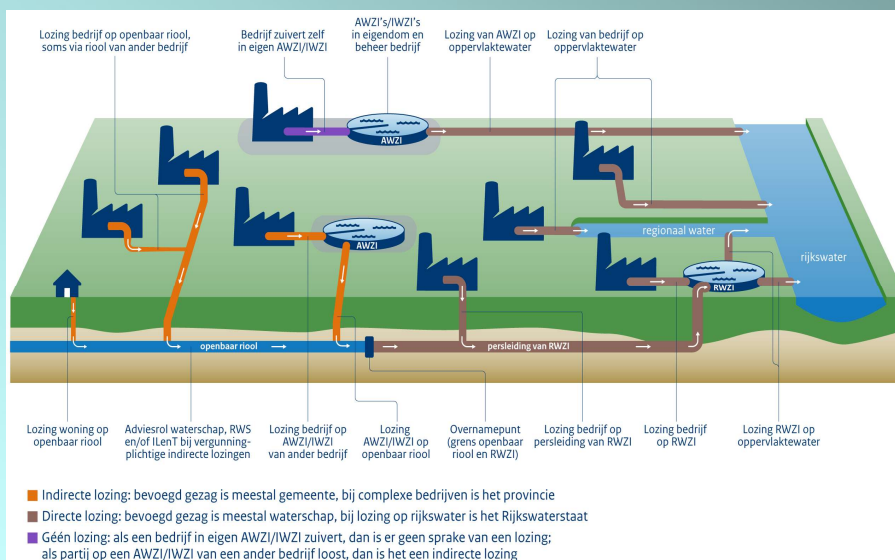 Lozing bedrijf op openbaar riool,
soms via riool van ander bedrijf
Bedrijf zuivert zelf
in eigen AWZI/IWZI
AWZI's/IWZI's
in eigendom en
beheer bedrijf
Lozing van AWZI op
oppervlaktewater
Lozing van bedrijf op
oppervlaktewater
AWZI
AWZI
regionaal water
rijkswater
RWZI
openbaar riool
persleiding van RWZI
Lozing woning op
openbaar riool
Adviesrol waterschap, RWS
en/of ILenT bij vergunning-
plichtige indirecte lozingen
Lozing bedrijf op
AWZI/IWZI
van ander bedrijf
Lozing
AWZI/IWZI op
openbaar riool
Overnamepunt
(grens openbaar
riool en RWZI)
Lozing bedrijf op
persleiding van RWZI
Lozing bedrijf
op RWZI
Lozing RWZI op
oppervlaktewater
Indirecte lozing: bevoegd gezag is meestal gemeente, bij complexe bedrijven is het provincie
Directe lozing: bevoegd gezag is meestal waterschap, bij lozing op rijkswater is het Rijkswaterstaat
Géén lozing: als een bedrijf in eigen AWZI/IWZI zuivert, dan is er geen sprake van een lozing;
als partij op een AWZI/IWZI van een ander bedrijf loost, dan is het een indirecte lozing